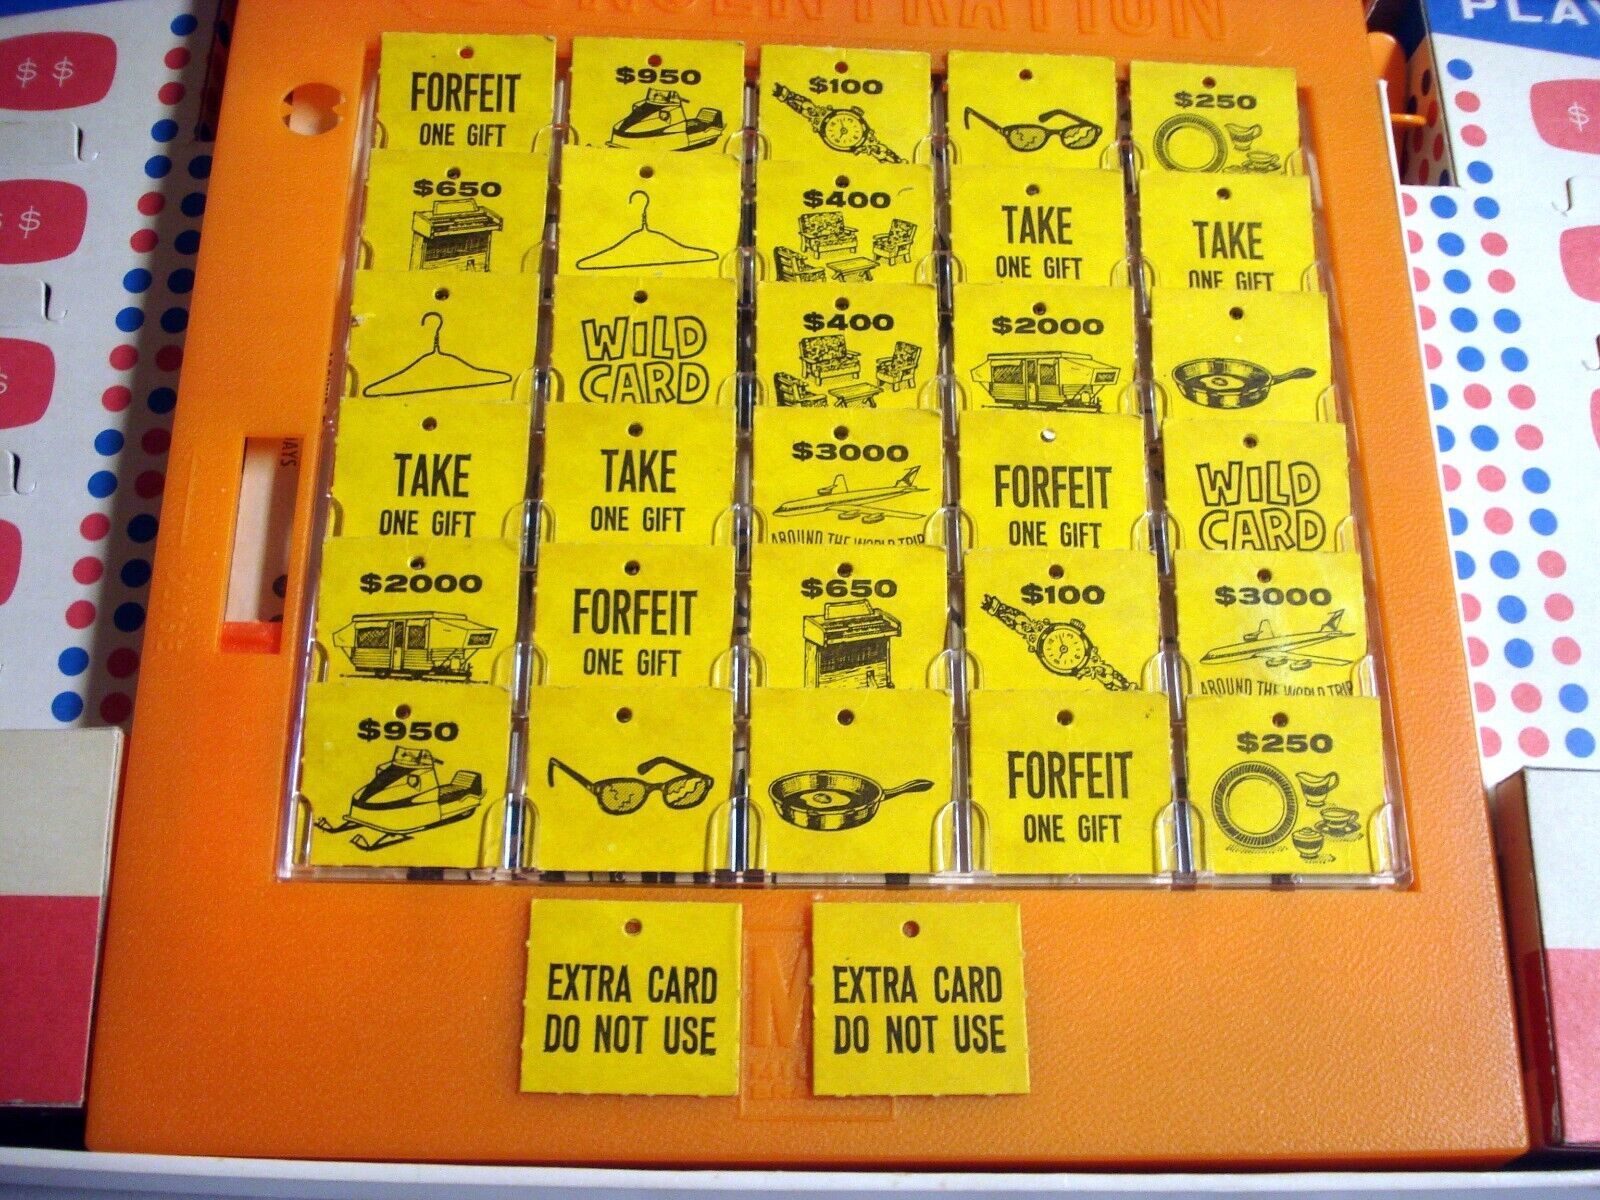 CONCENTRATION
PLAY
$ $
$
FORFEIT
ONE GIFT
$950
$100
$250
$650
$400
TAKE
ONE GIFT
TAKE
ONE GIFT
$ $
WILD
CARD
$400
$2000
$
TAKE
ONE GIFT
TAKE
ONE GIFT
$3000
AROUND THE WORLD TRIP
FORFEIT
ONE GIFT
WILD
CARD
$2000
FORFEIT
ONE GIFT
$650
$100
$3000
AROUND THE WORLD TRIP
$950
FORFEIT
ONE GIFT
$250
EXTRA CARD
DO NOT USE
EXTRA CARD
DO NOT USE